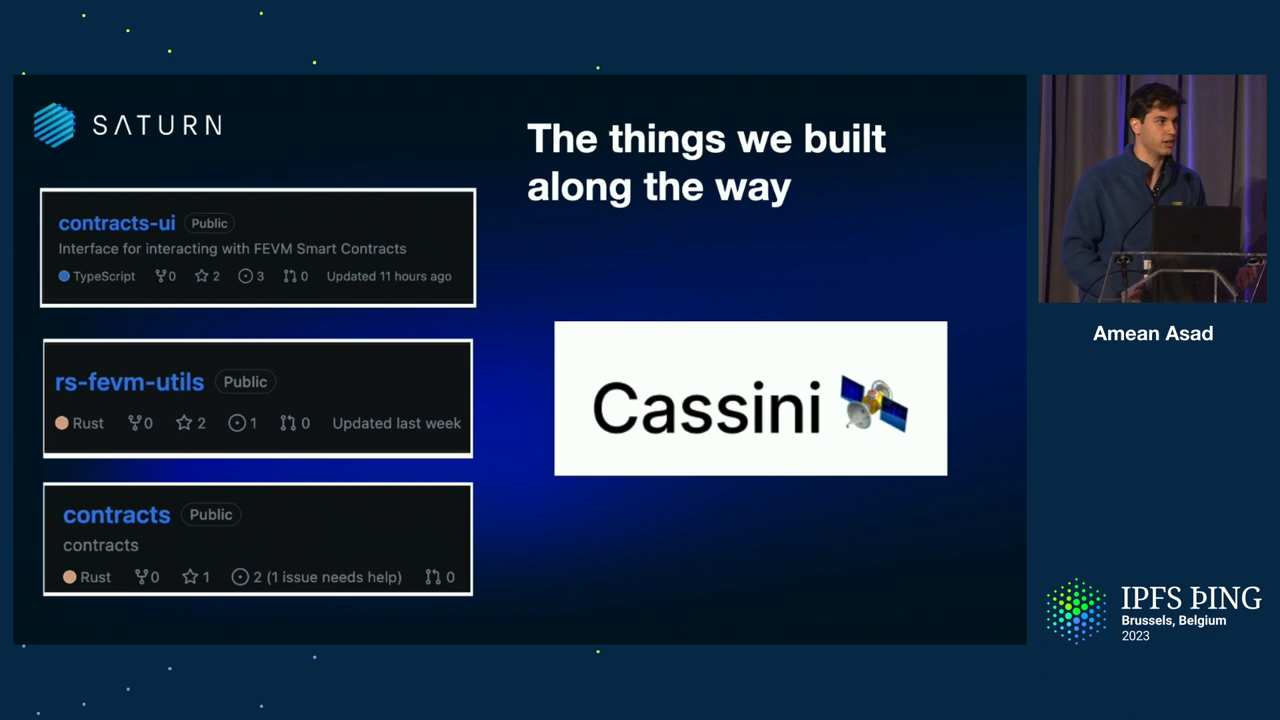 SATURN
The things we built
along the way
contracts-ui Public
Interface for interacting with FEVM Smart Contracts
TypeScript 0 2 3 0 Updated 11 hours ago
rs-fevm-utils Public
Rust 0 2 1 0 Updated last week
contracts Public
contracts
Rust 0 1 2 (1 issue needs help) 0
Cassini
Amean Asad
IPFS ÞING
Brussels, Belgium
2023